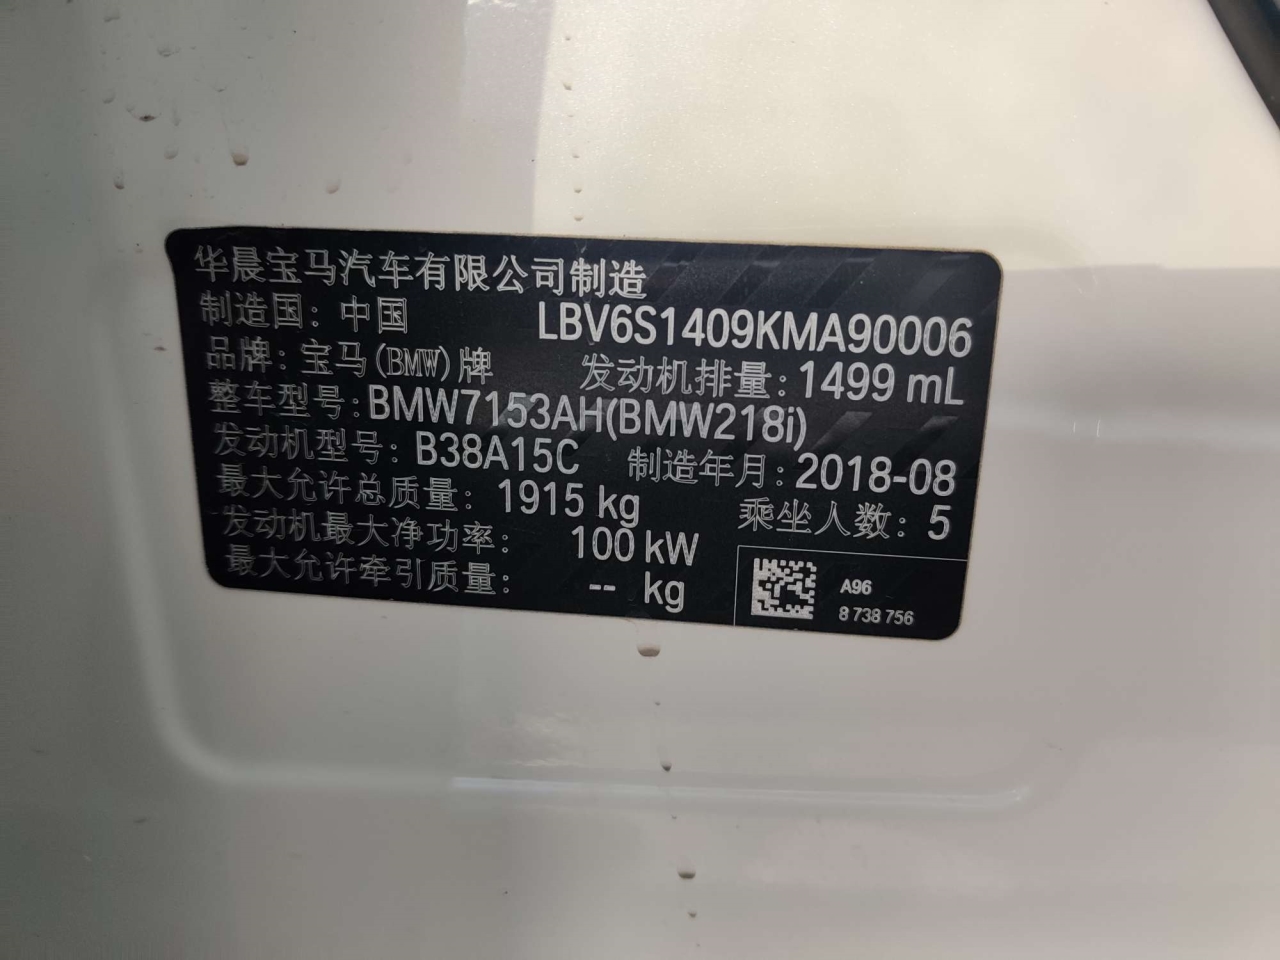 华晨宝马汽车有限公司制造
制造国：中国 LBV6S1409KMA90006
品牌：宝马(BMW)牌 发动机排量：1499 mL
整车型号：BMW7153AH(BMW218i)
发动机型号：B38A15C 制造年月：2018-08
最大允许总质量：1915 kg 乘坐人数：5
发动机最大净功率：100 kW
最大允许牵引质量：-- kg
A96
8 738 756